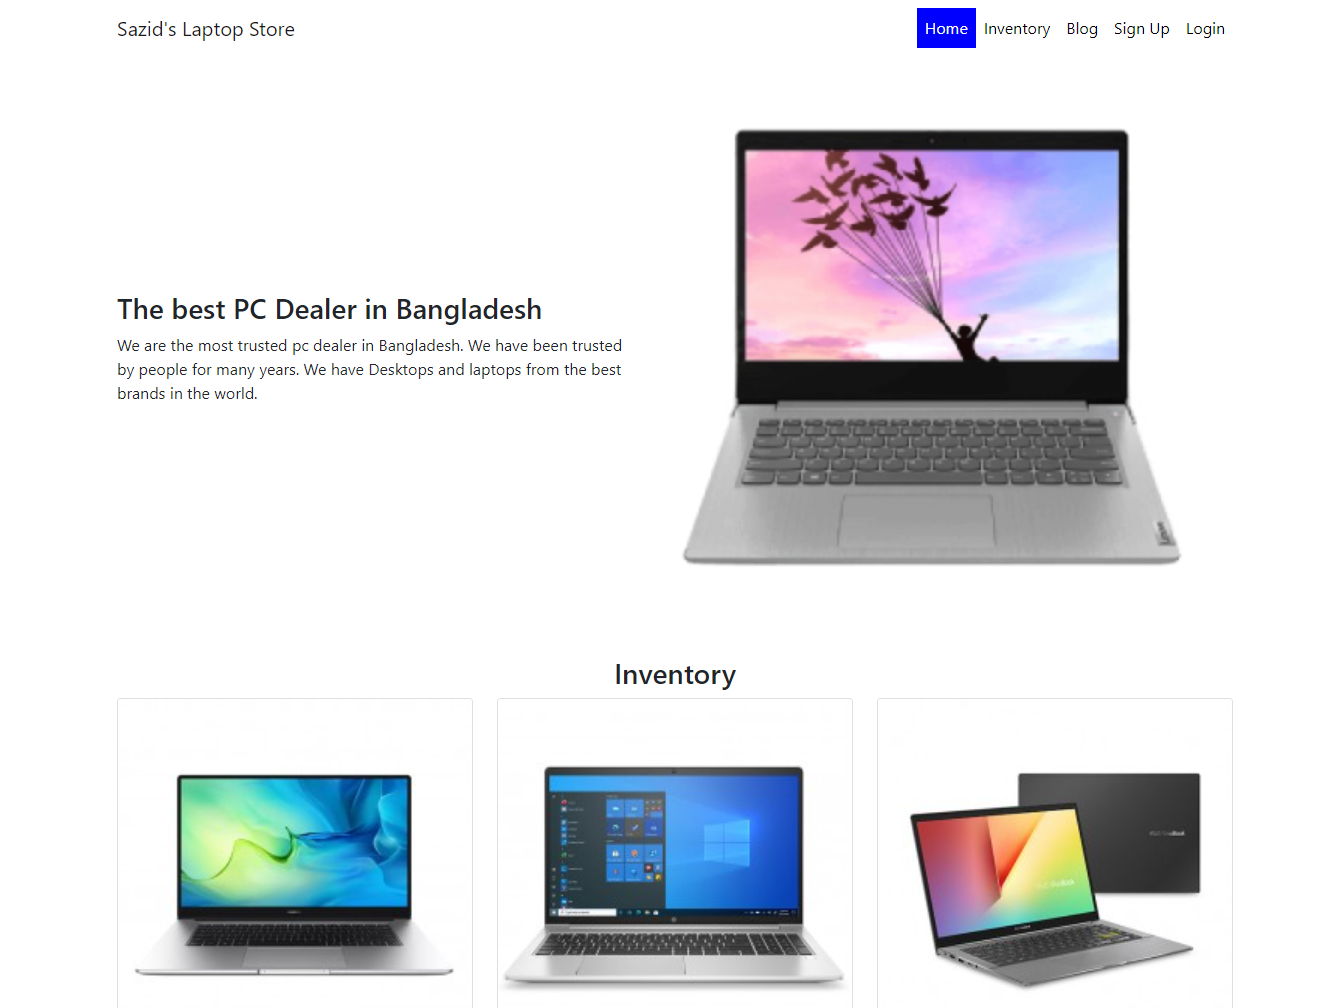 Sazid's Laptop Store
Home
Inventory
Blog
Sign Up
Login
The best PC Dealer in Bangladesh
We are the most trusted pc dealer in Bangladesh. We have been trusted
by people for many years. We have Desktops and laptops from the best
brands in the world.
Lenovo
Inventory